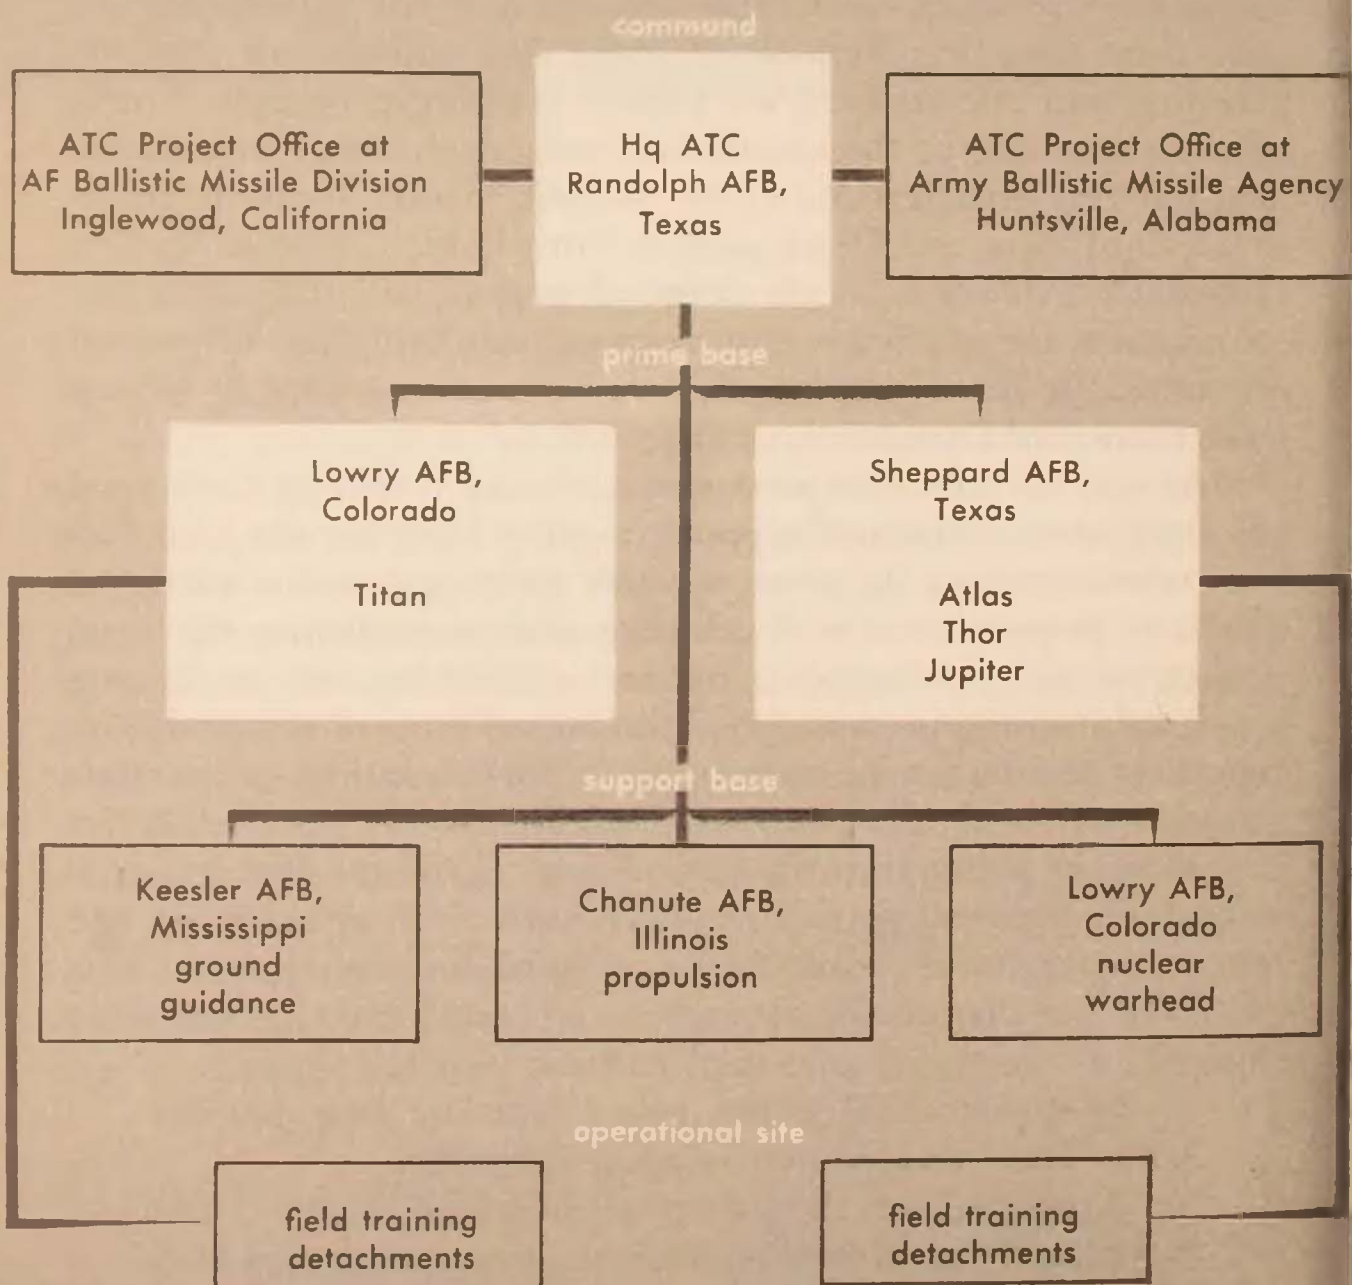 command
ATC Project Office at
AF Ballistic Missile Division
Inglewood, California
Hq ATC
Randolph AFB,
Texas
ATC Project Office at
Army Ballistic Missile Agency
Huntsville, Alabama
prime base
Lowry AFB,
Colorado
Titan
Sheppard AFB,
Texas
Atlas
Thor
Jupiter
support base
Keesler AFB,
Mississippi
ground
guidance
Chanute AFB,
Illinois
propulsion
Lowry AFB,
Colorado
nuclear
warhead
operational site
field training
detachments
field training
detachments